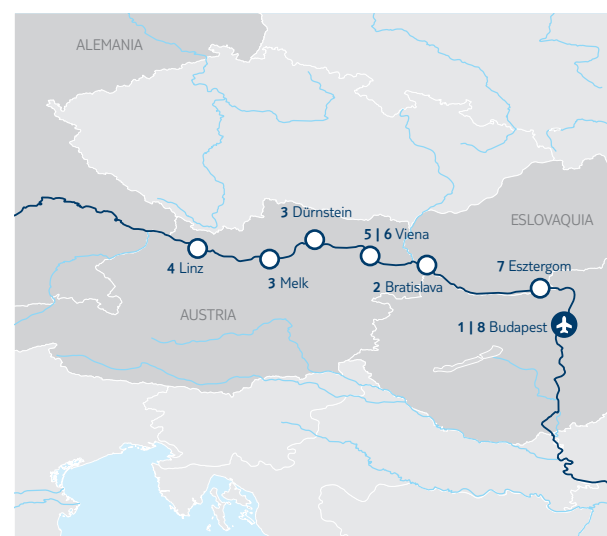 ALEMANIA
3 Dürnstein
5 | 6 Viena
ESLOVAQUIA
4 Linz
3 Melk
2 Bratislava
7 Esztergom
AUSTRIA
1 | 8 Budapest